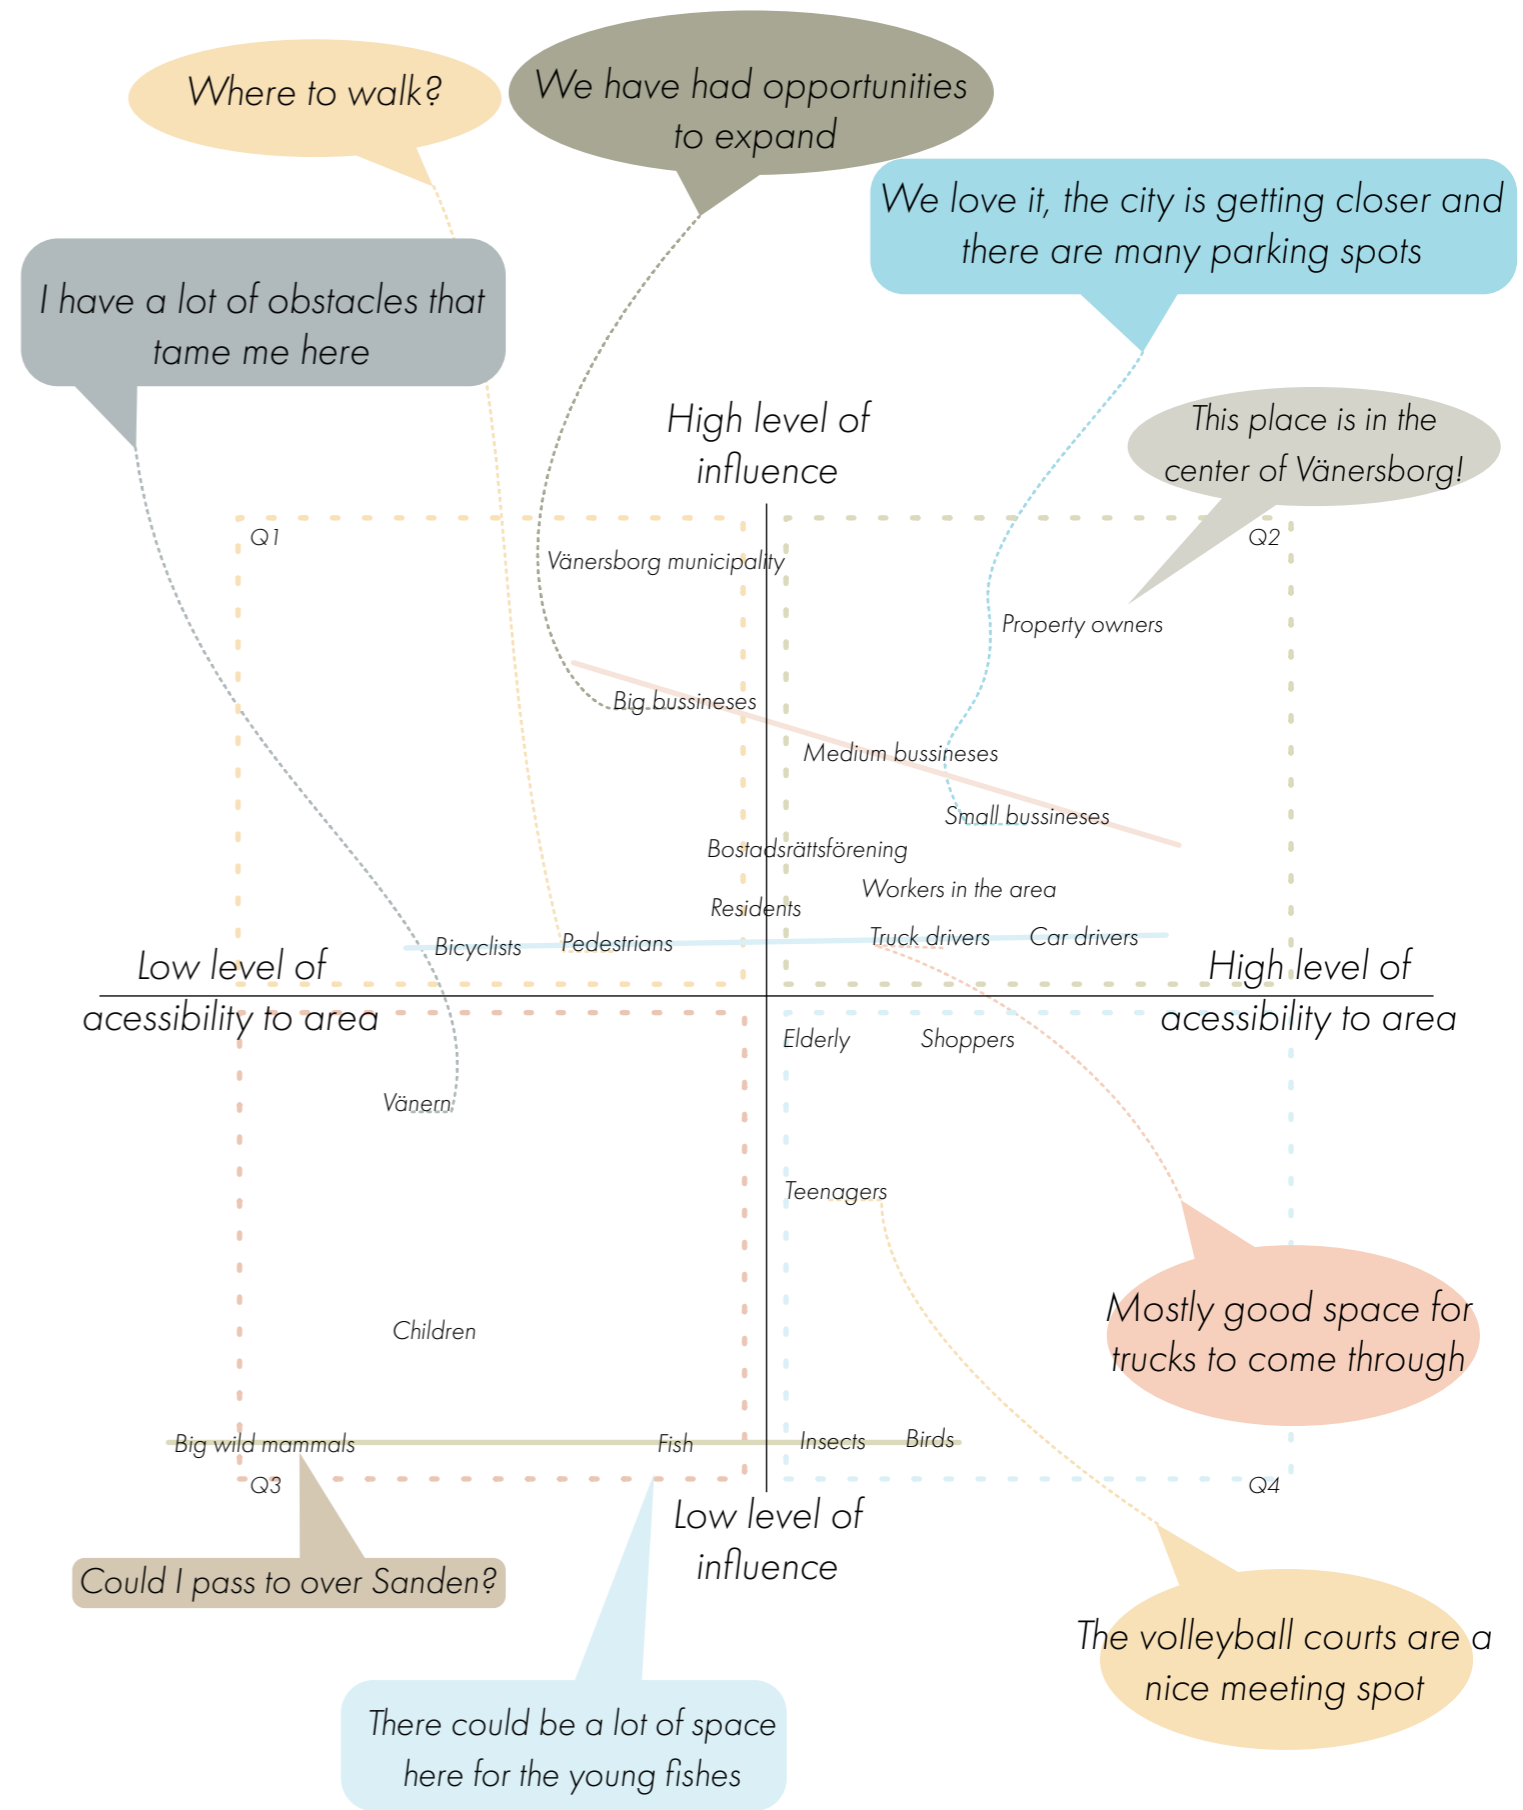 Where to walk?
We have had opportunities
to expand
We love it, the city is getting closer and
there are many parking spots
I have a lot of obstacles that
tame me here
High level of
influence
This place is in the
center of Vänersborg!
Q1
Q2
Vänersborg municipality
Property owners
Big bussineses
Medium bussineses
Small bussineses
Bostadsrättsförening
Workers in the area
Residents
Bicyclists
Pedestrians
Truck drivers
Car drivers
Low level of
acessibility to area
High level of
acessibility to area
Elderly
Shoppers
Vänern
Teenagers
Mostly good space for
trucks to come through
Children
Big wild mammals
Fish
Insects
Birds
Q3
Q4
Low level of
influence
Could I pass to over Sanden?
The volleyball courts are a
nice meeting spot
There could be a lot of space
here for the young fishes